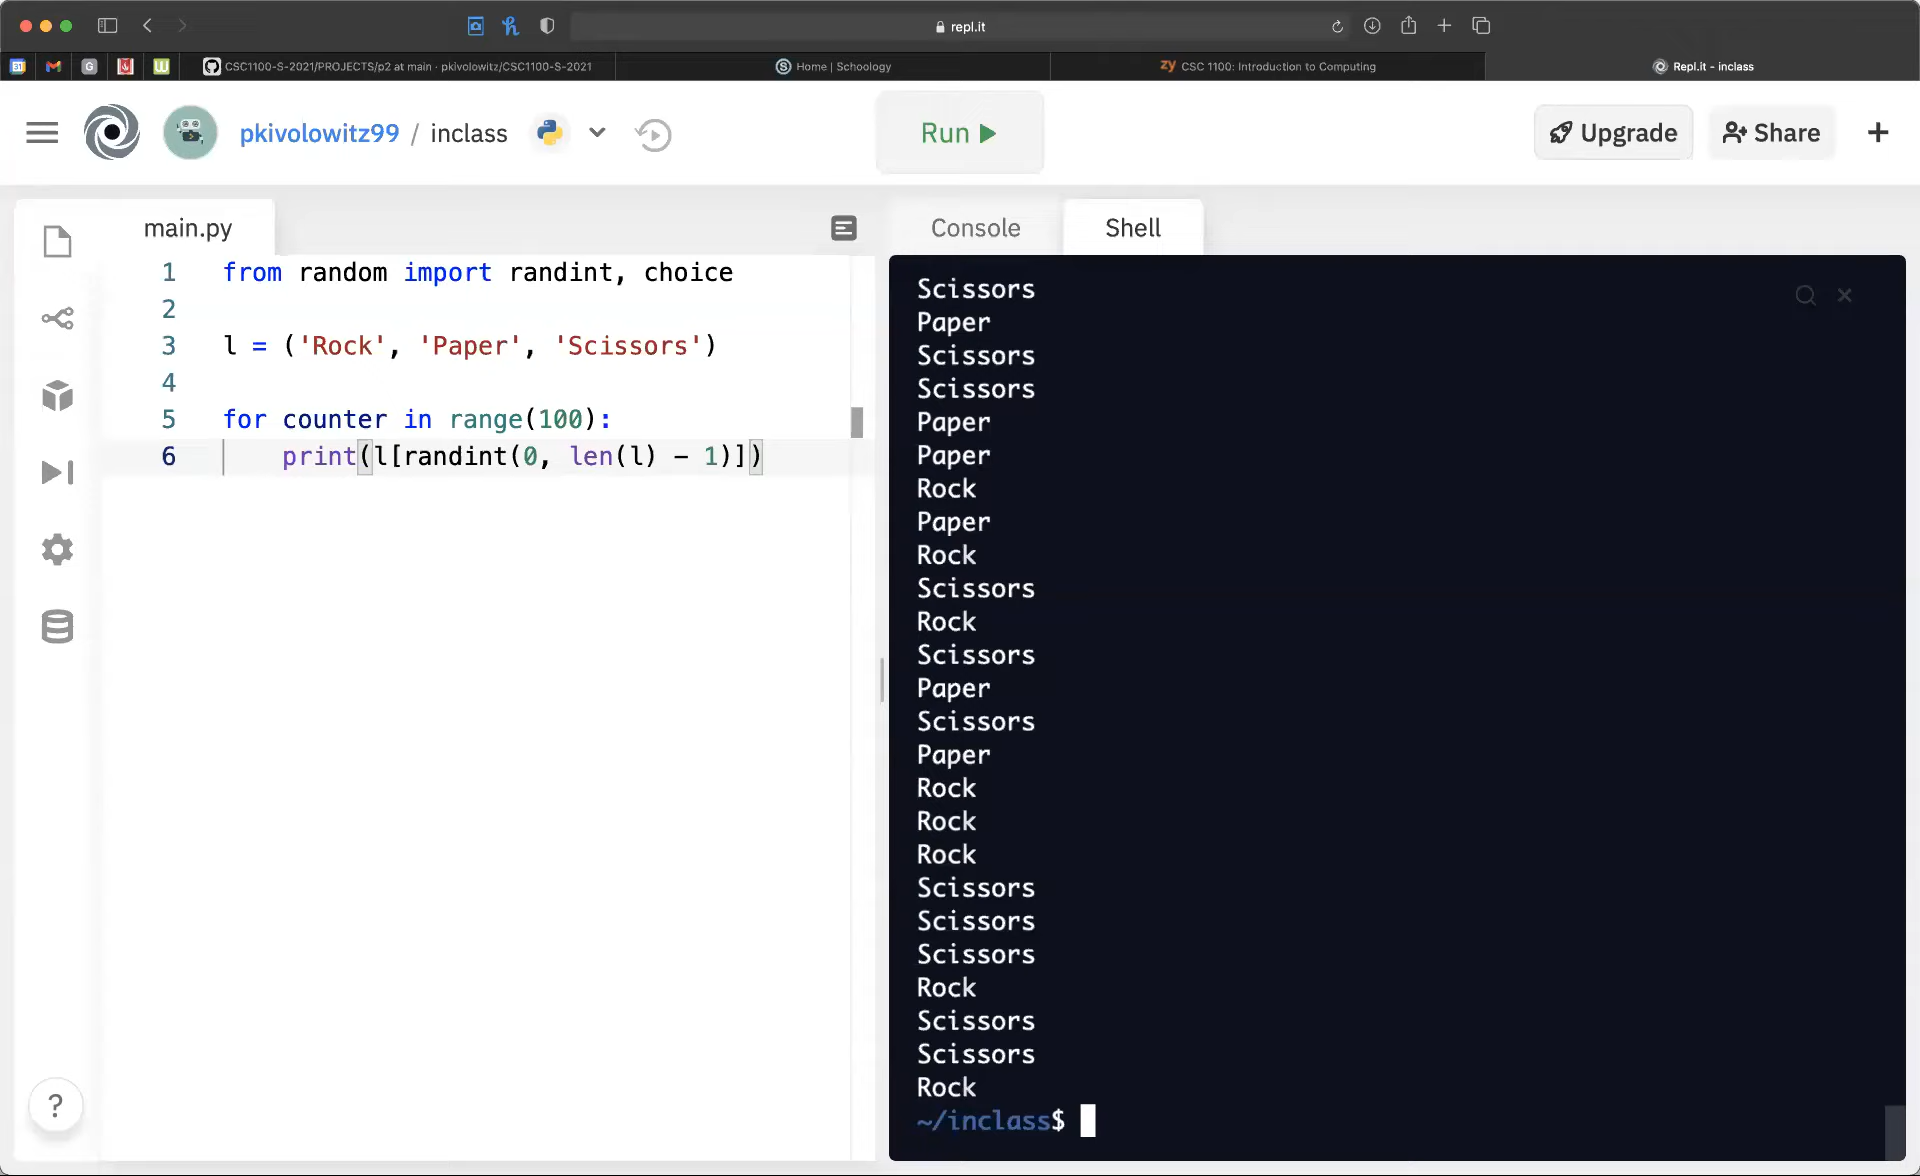 repl.it
CSC1100-S-2021/PROJECTS/p2 at main · pkivolowitz/CSC1100-S-2021
Home | Schoology
zy CSC 1100: Introduction to Computing
Repl.it - inclass
pkivolowitz99 / inclass
Run
Upgrade
Share
main.py
1 from random import randint, choice
2
3 l = ('Rock', 'Paper', 'Scissors')
4
5 for counter in range(100):
6 print(l[randint(0, len(l) - 1)])
?
Console
Shell
Scissors
Paper
Scissors
Scissors
Paper
Paper
Rock
Paper
Rock
Scissors
Rock
Scissors
Paper
Scissors
Paper
Rock
Rock
Rock
Scissors
Scissors
Scissors
Rock
Scissors
Scissors
Rock
~/inclass$